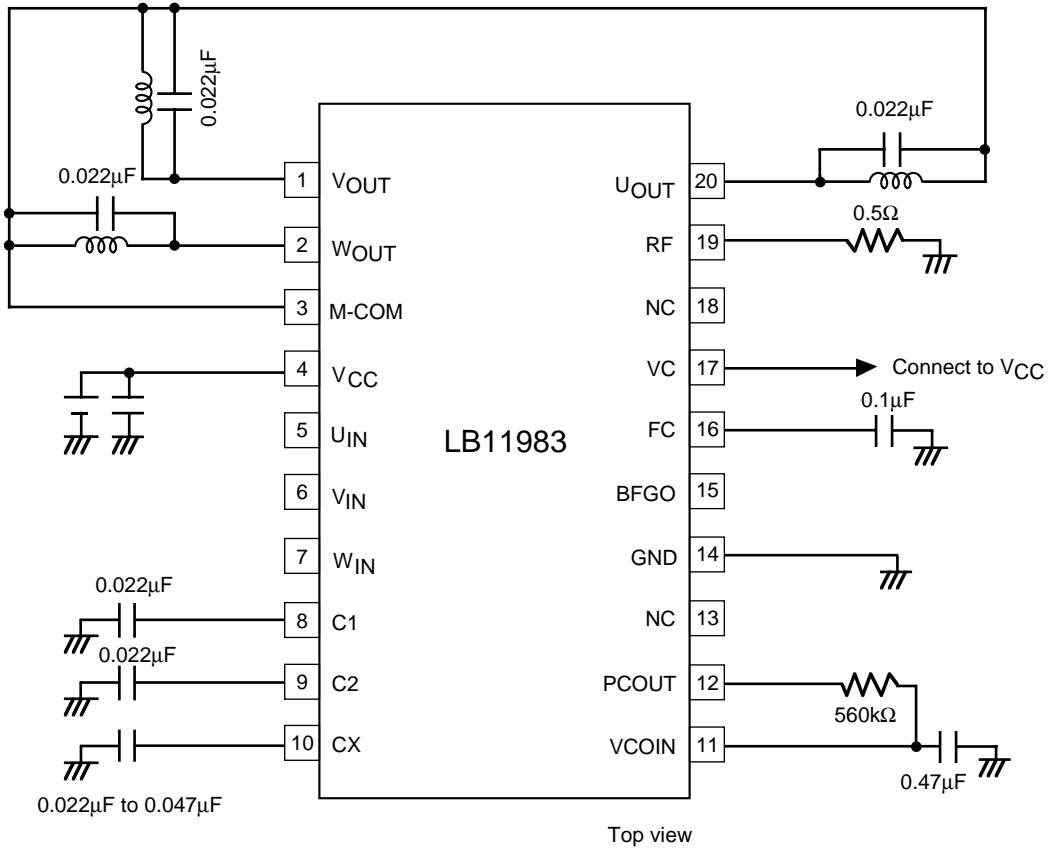 0.022μF
0.022μF
0.022μF
1 VOUT
UOUT 20
0.5Ω
2 WOUT
RF 19
3 M-COM
NC 18
4 VCC
VC 17 Connect to VCC
0.1μF
5 UIN
LB11983
FC 16
6 VIN
BFGO 15
7 WIN
GND 14
0.022μF
8 C1
NC 13
0.022μF
9 C2
PCOUT 12
560kΩ
10 CX
VCOIN 11
0.47μF
0.022μF to 0.047μF
Top view